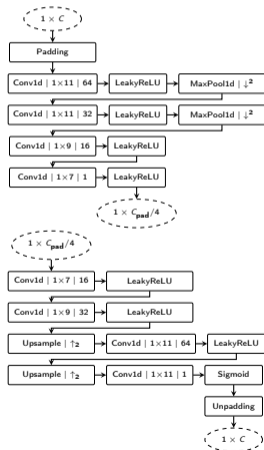 1 × C
Padding
Conv1d | 1×11 | 64 LeakyReLU MaxPool1d | ↓2
Conv1d | 1×11 | 32 LeakyReLU MaxPool1d | ↓2
Conv1d | 1×9 | 16 LeakyReLU
Conv1d | 1×7 | 1 LeakyReLU
1 × Cpad/4
1 × Cpad/4
Conv1d | 1×7 | 16 LeakyReLU
Conv1d | 1×9 | 32 LeakyReLU
Upsample | ↑2 Conv1d | 1×11 | 64 LeakyReLU
Upsample | ↑2 Conv1d | 1×11 | 1 Sigmoid
Unpadding
1 × C